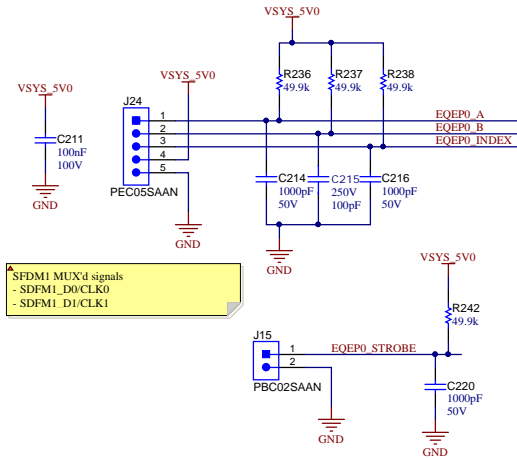 VSYS_5V0
VSYS_5V0
VSYS_5V0
J24
1
2
3
4
5
PEC05SAAN
C211
100nF
100V
GND
GND
R236
49.9k
R237
49.9k
R238
49.9k
EQEP0_A
EQEP0_B
EQEP0_INDEX
C214
1000pF
50V
C215
250V
100pF
C216
1000pF
50V
GND
SFDM1 MUX'd signals
- SDFM1_D0/CLK0
- SDFM1_D1/CLK1
VSYS_5V0
R242
49.9k
J15
1
2
PBC02SAAN
EQEP0_STROBE
C220
1000pF
50V
GND
GND